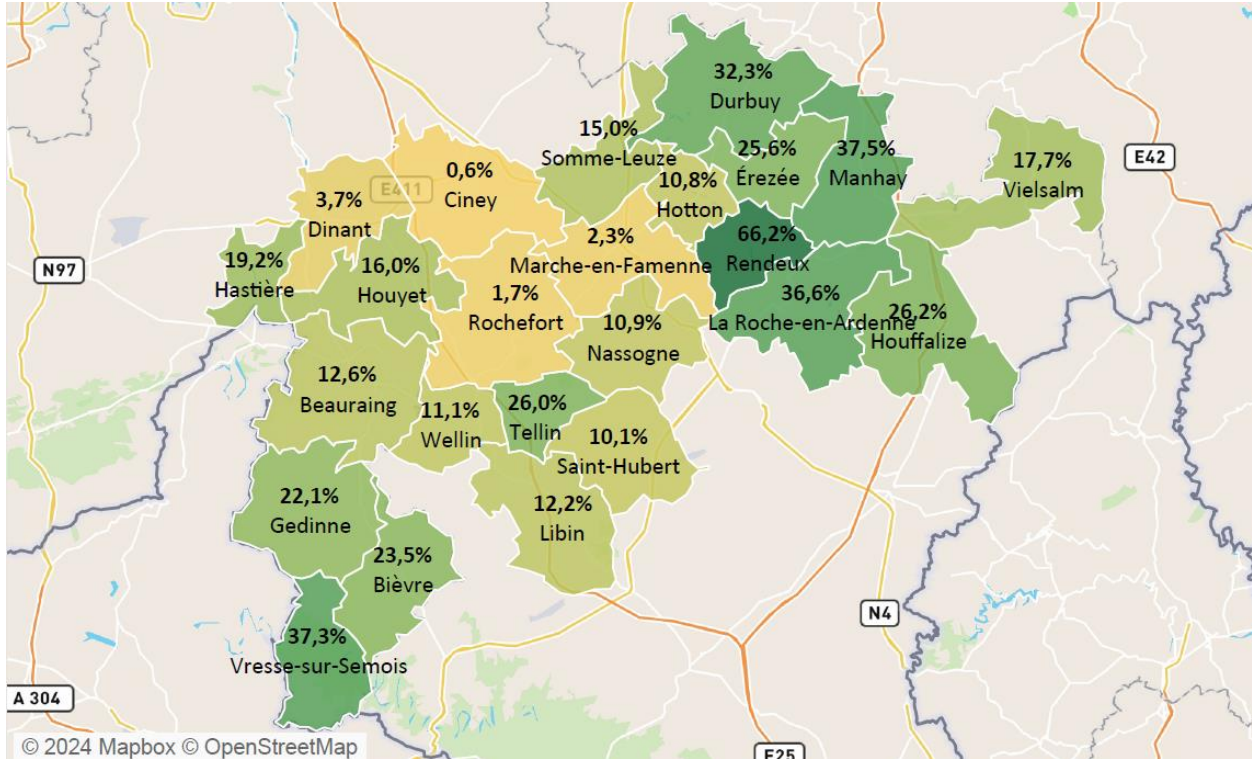 32,3%
Durbuy
15,0%
Somme-Leuze
25,6%
Érezée
37,5%
Manhay
17,7%
Vielsalm
E42
0,6%
Ciney
E411
10,8%
Hotton
3,7%
Dinant
2,3%
Marche-en-Famenne
66,2%
Rendeux
N97
19,2%
Hastière
16,0%
Houyet
1,7%
Rochefort
10,9%
Nassogne
36,6%
La Roche-en-Ardenne
26,2%
Houffalize
12,6%
Beauraing
11,1%
Wellin
26,0%
Tellin
10,1%
Saint-Hubert
22,1%
Gedinne
12,2%
Libin
23,5%
Bièvre
N4
37,3%
Vresse-sur-Semois
A 304
© 2024 Mapbox © OpenStreetMap
E25